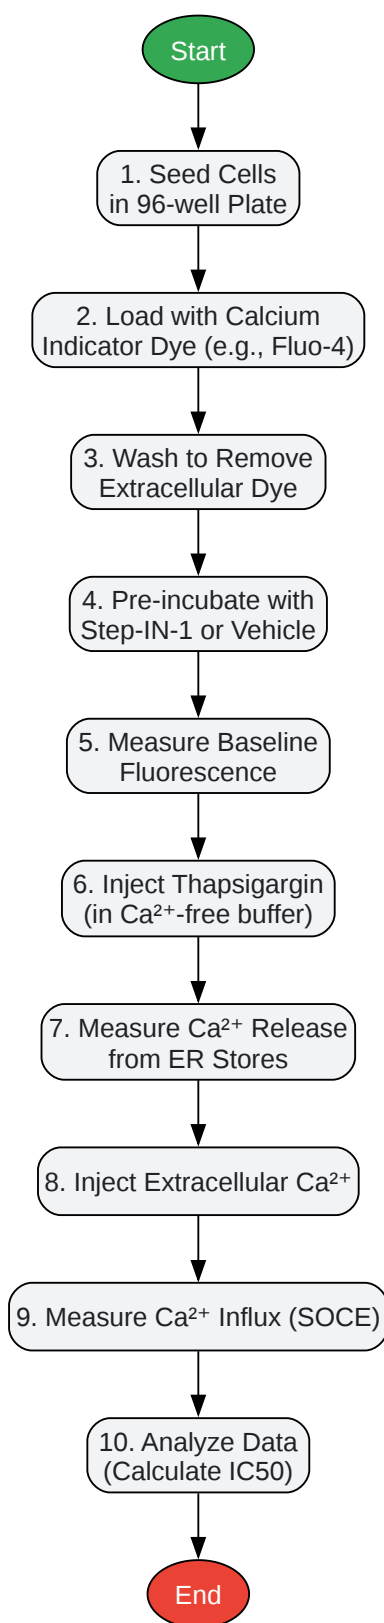 Start
1. Seed Cells
in 96-well Plate
2. Load with Calcium
Indicator Dye (e.g., Fluo-4)
3. Wash to Remove
Extracellular Dye
4. Pre-incubate with
Step-IN-1 or Vehicle
5. Measure Baseline
Fluorescence
6. Inject Thapsigargin
(in Ca²⁺-free buffer)
7. Measure Ca²⁺ Release
from ER Stores
8. Inject Extracellular Ca²⁺
9. Measure Ca²⁺ Influx (SOCE)
10. Analyze Data
(Calculate IC50)
End